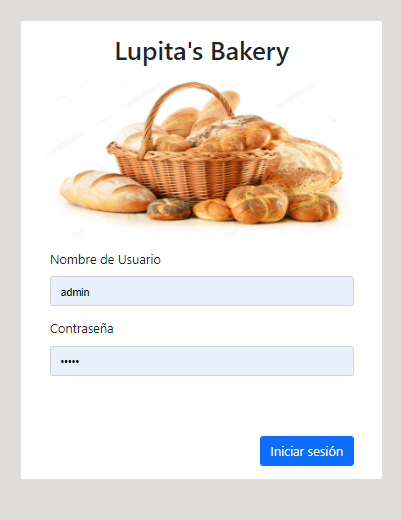 Lupita's Bakery
Nombre de Usuario
admin
Contraseña
•••••
Iniciar sesión